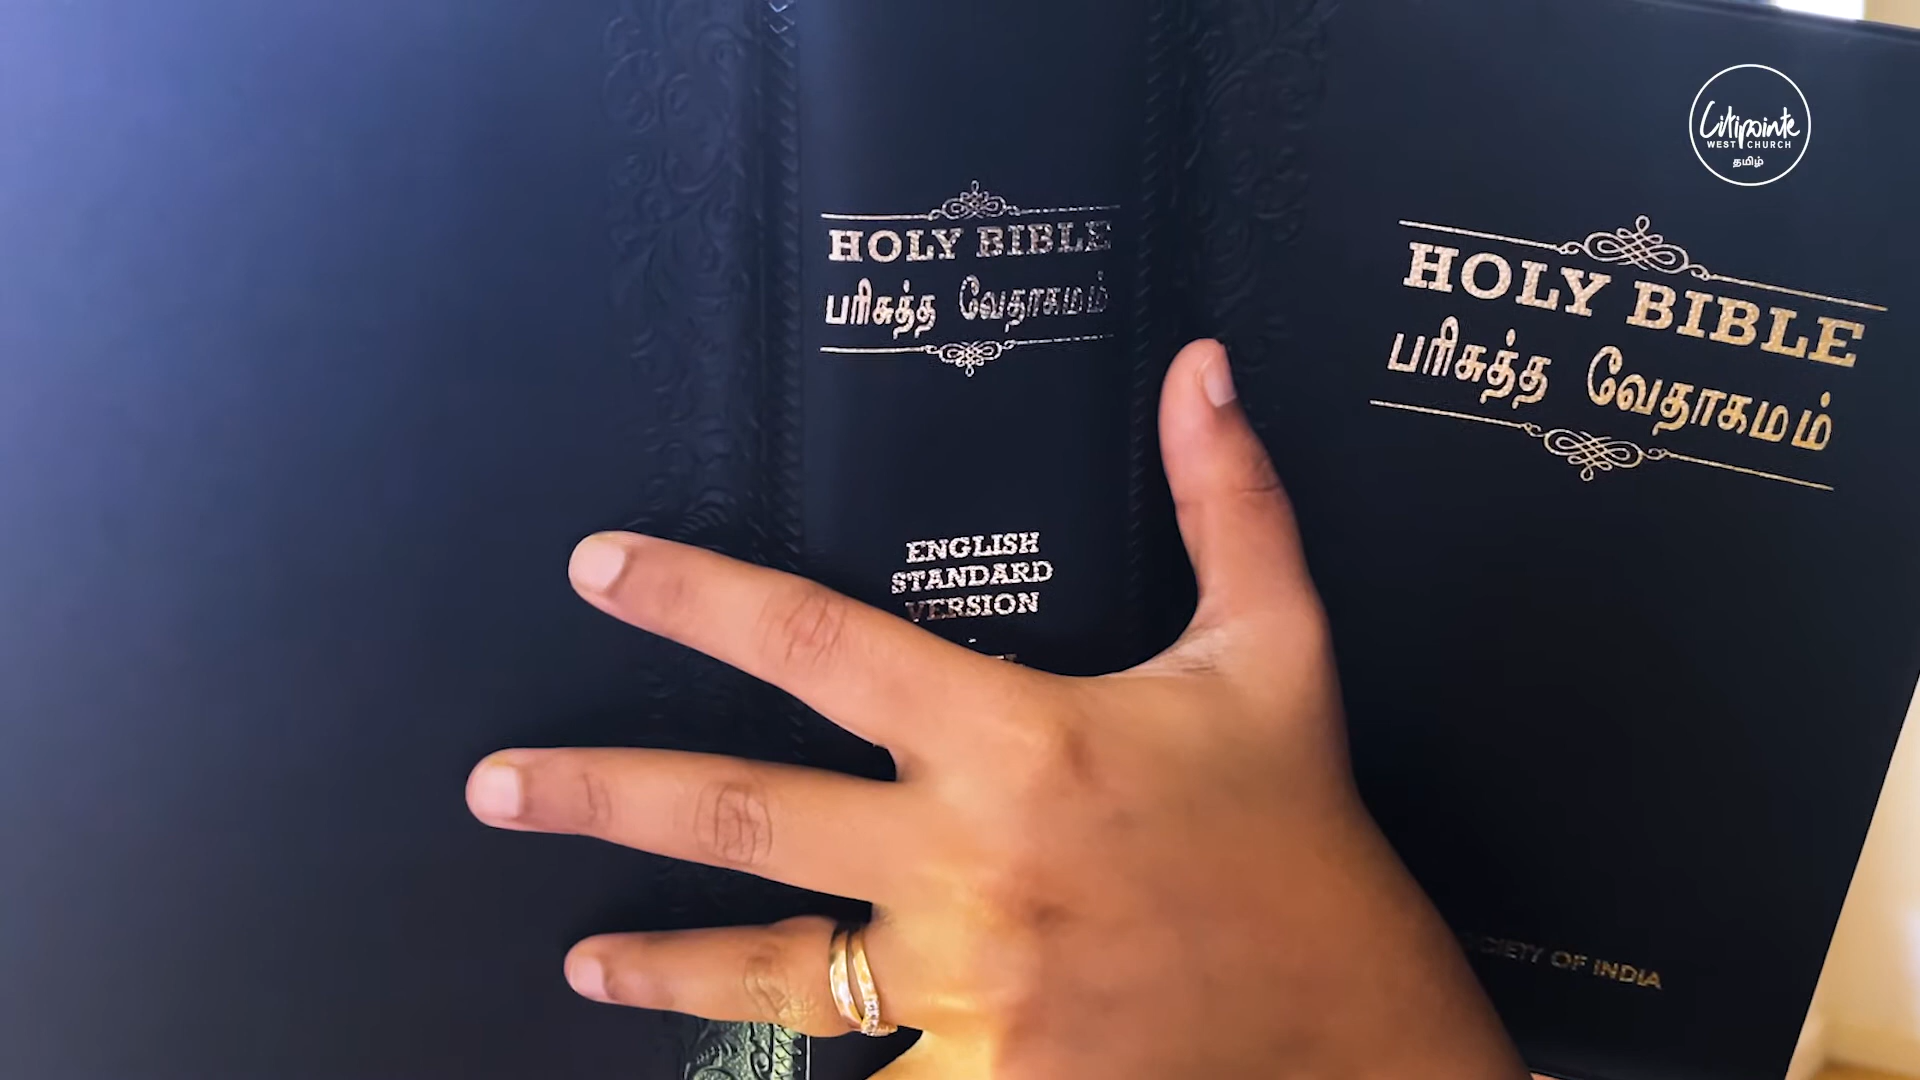 HOLY BIBLE
பரிசுத்த வேதாகமம்
ENGLISH
STANDARD
VERSION
Citipointe
WEST CHURCH
தமிழ்
HOLY BIBLE
பரிசுத்த வேதாகமம்
OF INDIA